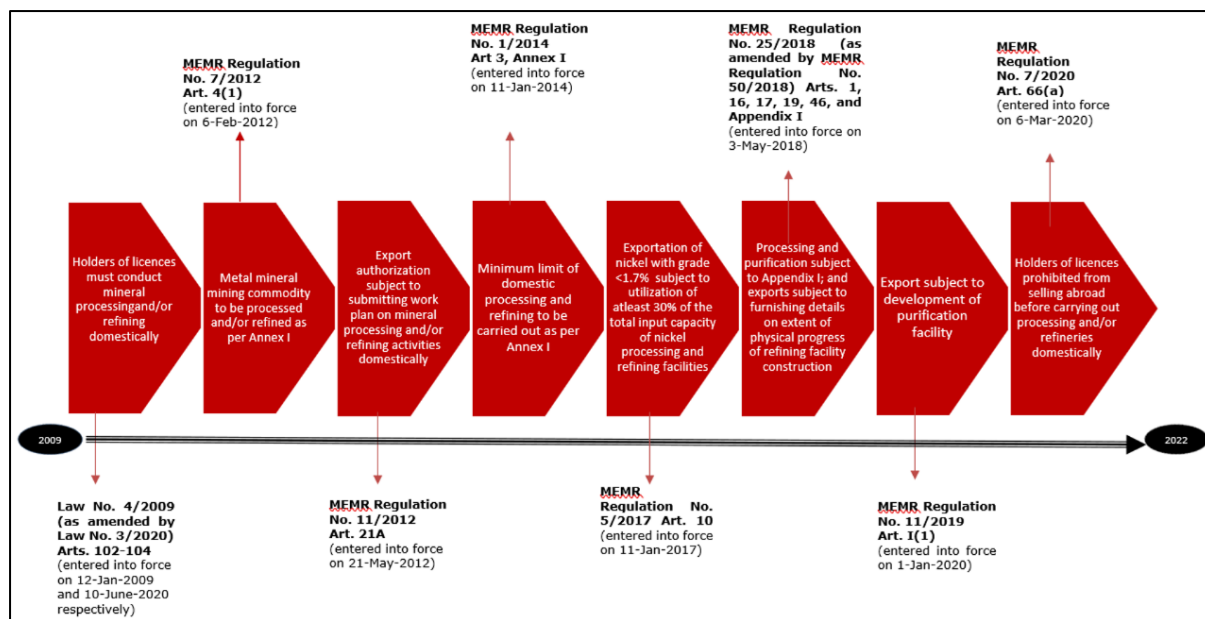 MEMR Regulation
No. 7/2012
Art. 4(1)
(entered into force
on 6-Feb-2012)
MEMR Regulation
No. 1/2014
Art 3, Annex I
(entered into force
on 11-Jan-2014)
MEMR Regulation
No. 25/2018 (as
amended by MEMR
Regulation No.
50/2018) Arts. 1,
16, 17, 19, 46, and
Appendix I
(entered into force on
3-May-2018)
MEMR
Regulation
No. 7/2020
Art. 66(a)
(entered into force on
6-Mar-2020)
Holders of licences
must conduct
mineral
processingand/or
refining
domestically
Metal mineral
mining commodity
to be processed
and/or refined as
per Annex I
Export
authorization
subject to
submitting work
plan on mineral
processing and/or
refining activities
domestically
Minimum limit of
domestic
processing and
refining to be
carried out as per
Annex I
Exportation of
nickel with grade
<1.7% subject to
utilization of
atleast 30% of the
total input capacity
of nickel
processing and
refining facilities
Processing and
purification subject
to Appendix I; and
exports subject to
furnishing details
on extent of
physical progress
of refining facility
construction
Export subject to
development of
purification
facility
Holders of licences
prohibited from
selling abroad
before carrying out
processing and/or
refineries
domestically
2009
2022
Law No. 4/2009
(as amended by
Law No. 3/2020)
Arts. 102-104
(entered into force
on 12-Jan-2009
and 10-June-2020
respectively)
MEMR Regulation
No. 11/2012
Art. 21A
(entered into force
on 21-May-2012)
MEMR
Regulation No.
5/2017 Art. 10
(entered into force
on 11-Jan-2017)
MEMR Regulation
No. 11/2019
Art. I(1)
(entered into force
on 1-Jan-2020)